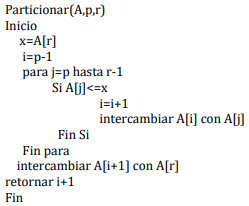 Particionar(A,p,r)
Inicio
x=A[r]
i=p-1
para j=p hasta r-1
Si A[j]<=x
i=i+1
intercambiar A[i] con A[j]
Fin Si
Fin para
intercambiar A[i+1] con A[r]
retornar i+1
Fin